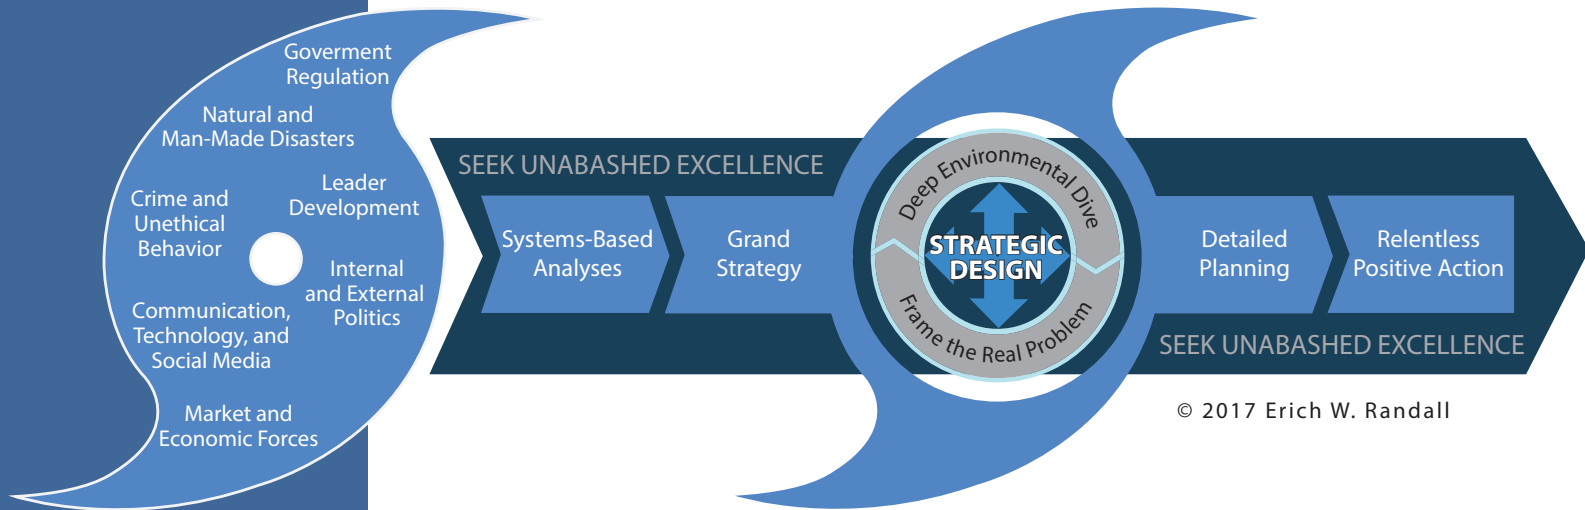 Goverment
Regulation
Natural and
Man-Made Disasters
Leader
Development
Crime and
Unethical
Behavior
Internal
and External
Politics
Communication,
Technology, and
Social Media
Market and
Economic Forces
SEEK UNABASHED EXCELLENCE
Systems-Based
Analyses
Grand
Strategy
Deep Environmental Dive
STRATEGIC
DESIGN
Frame the Real Problem
Detailed
Planning
Relentless
Positive Action
SEEK UNABASHED EXCELLENCE
© 2017 Erich W. Randall